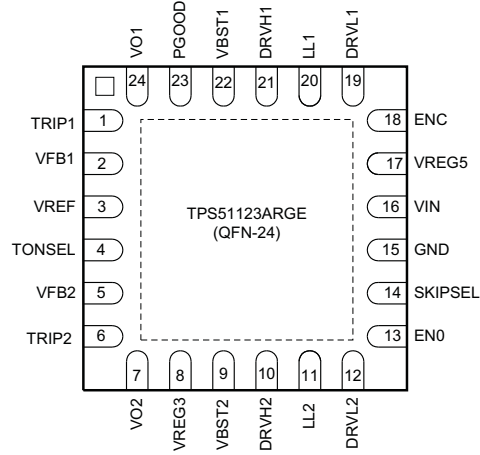 VO1
PGOOD
VBST1
DRVH1
LL1
DRVL1
24
23
22
21
20
19
TRIP1 1
18 ENC
VFB1 2
17 VREG5
VREF 3
16 VIN
TPS51123ARGE
(QFN-24)
TONSEL 4
15 GND
VFB2 5
14 SKIPSEL
TRIP2 6
13 EN0
7
8
9
10
11
12
VO2
VREG3
VBST2
DRVH2
LL2
DRVL2